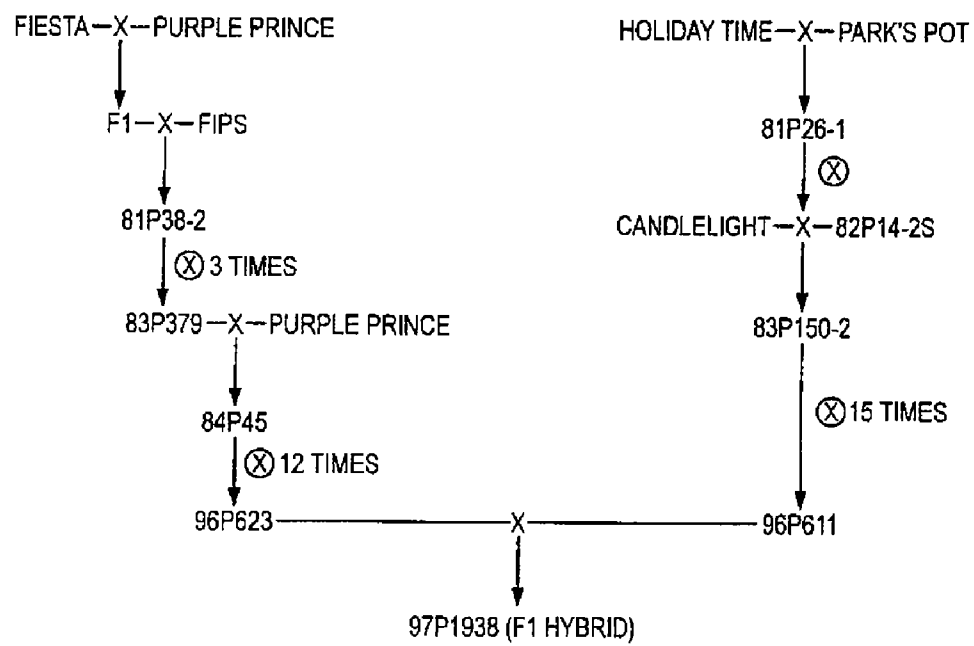 FIESTA—X—PURPLE PRINCE
HOLIDAY TIME—X—PARK'S POT
F1—X—FIPS
81P26-1
Ⓧ
81P38-2
CANDLELIGHT—X—82P14-2S
Ⓧ 3 TIMES
83P379—X—PURPLE PRINCE
83P150-2
84P45
Ⓧ 15 TIMES
Ⓧ 12 TIMES
96P623
X
96P611
97P1938 (F1 HYBRID)